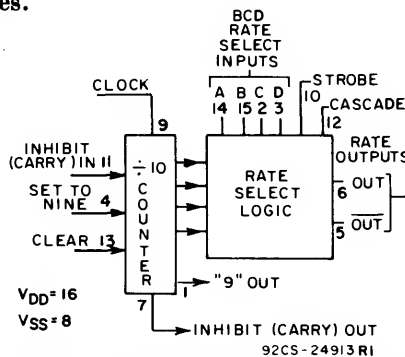 es.
BCD
RATE
SELECT
INPUTS
A B C D
14 15 2 3
STROBE
10
CASCADE
12
CLOCK
9
INHIBIT
(CARRY) IN 11
SET TO
NINE 4
CLEAR 13
÷ 10
COUNTER
RATE
SELECT
LOGIC
RATE
OUTPUTS
6 OUT
5 OUT
1 "9" OUT
7
INHIBIT (CARRY) OUT
VDD = 16
VSS = 8
92CS-24913R1